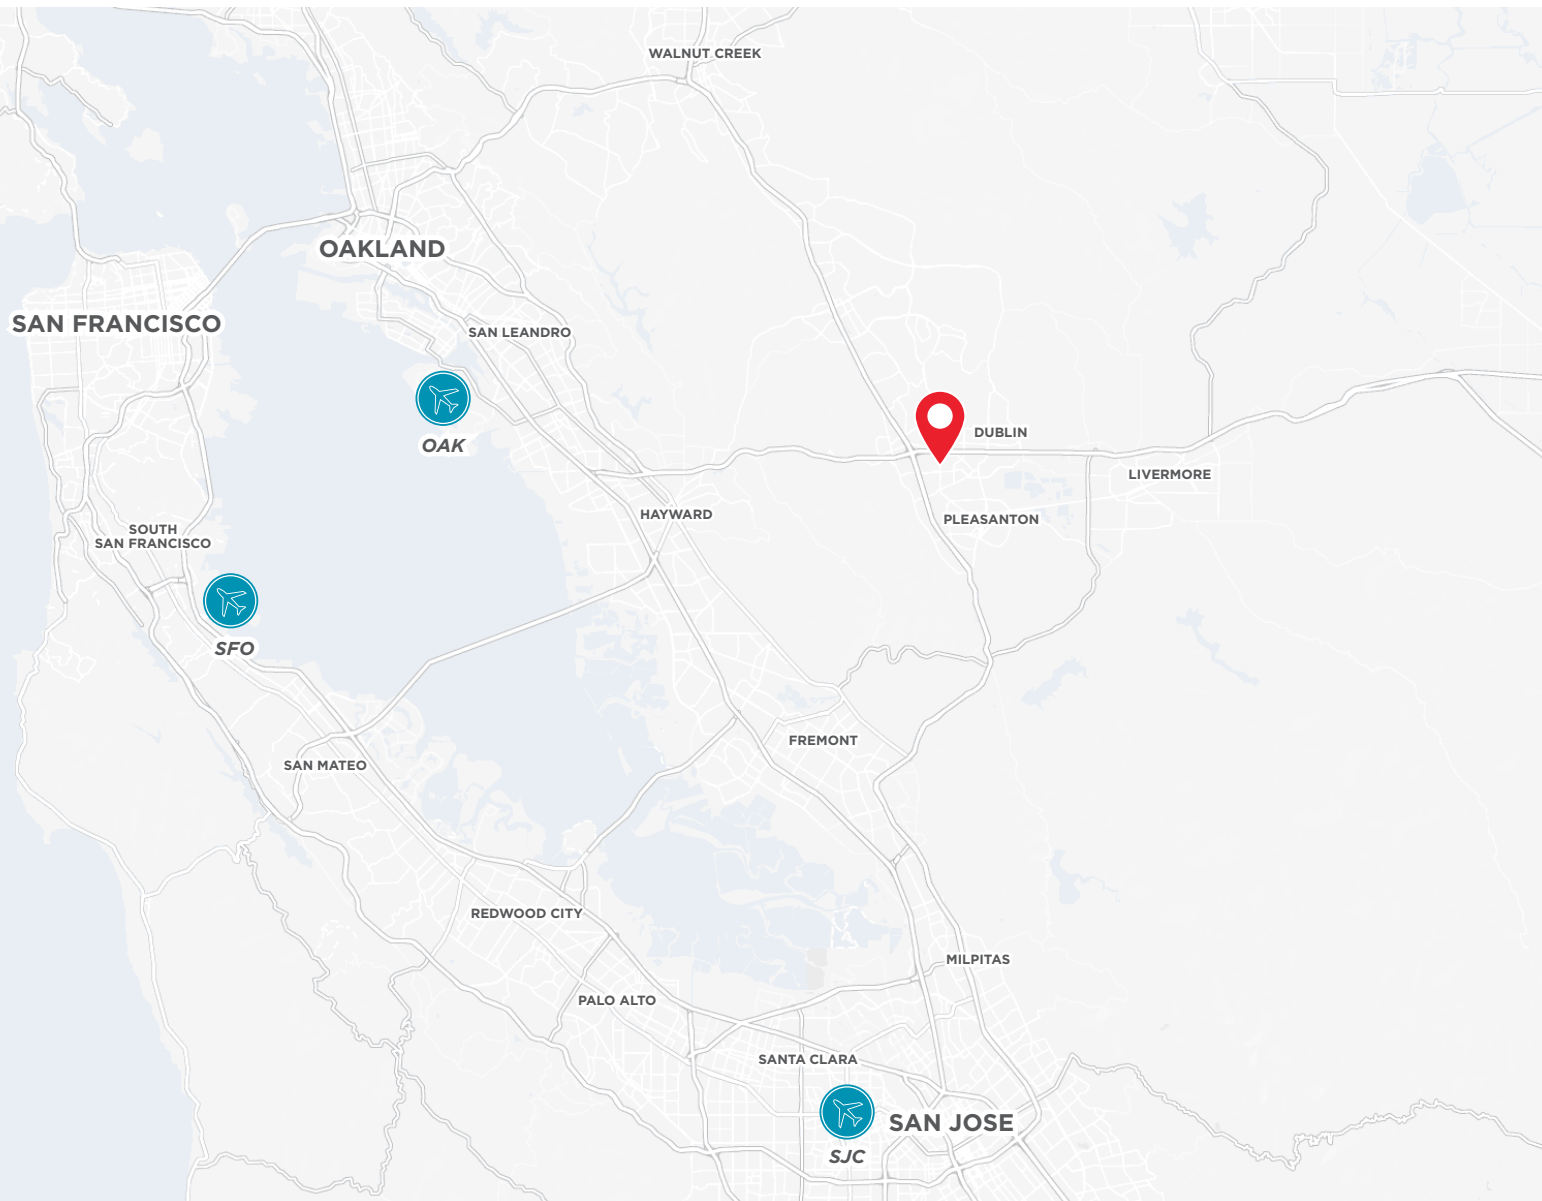 WALNUT CREEK
OAKLAND
SAN FRANCISCO
SAN LEANDRO
OAK
DUBLIN
LIVERMORE
HAYWARD
PLEASANTON
SOUTH
SAN FRANCISCO
SFO
FREMONT
SAN MATEO
REDWOOD CITY
MILPITAS
PALO ALTO
SANTA CLARA
SAN JOSE
SJC